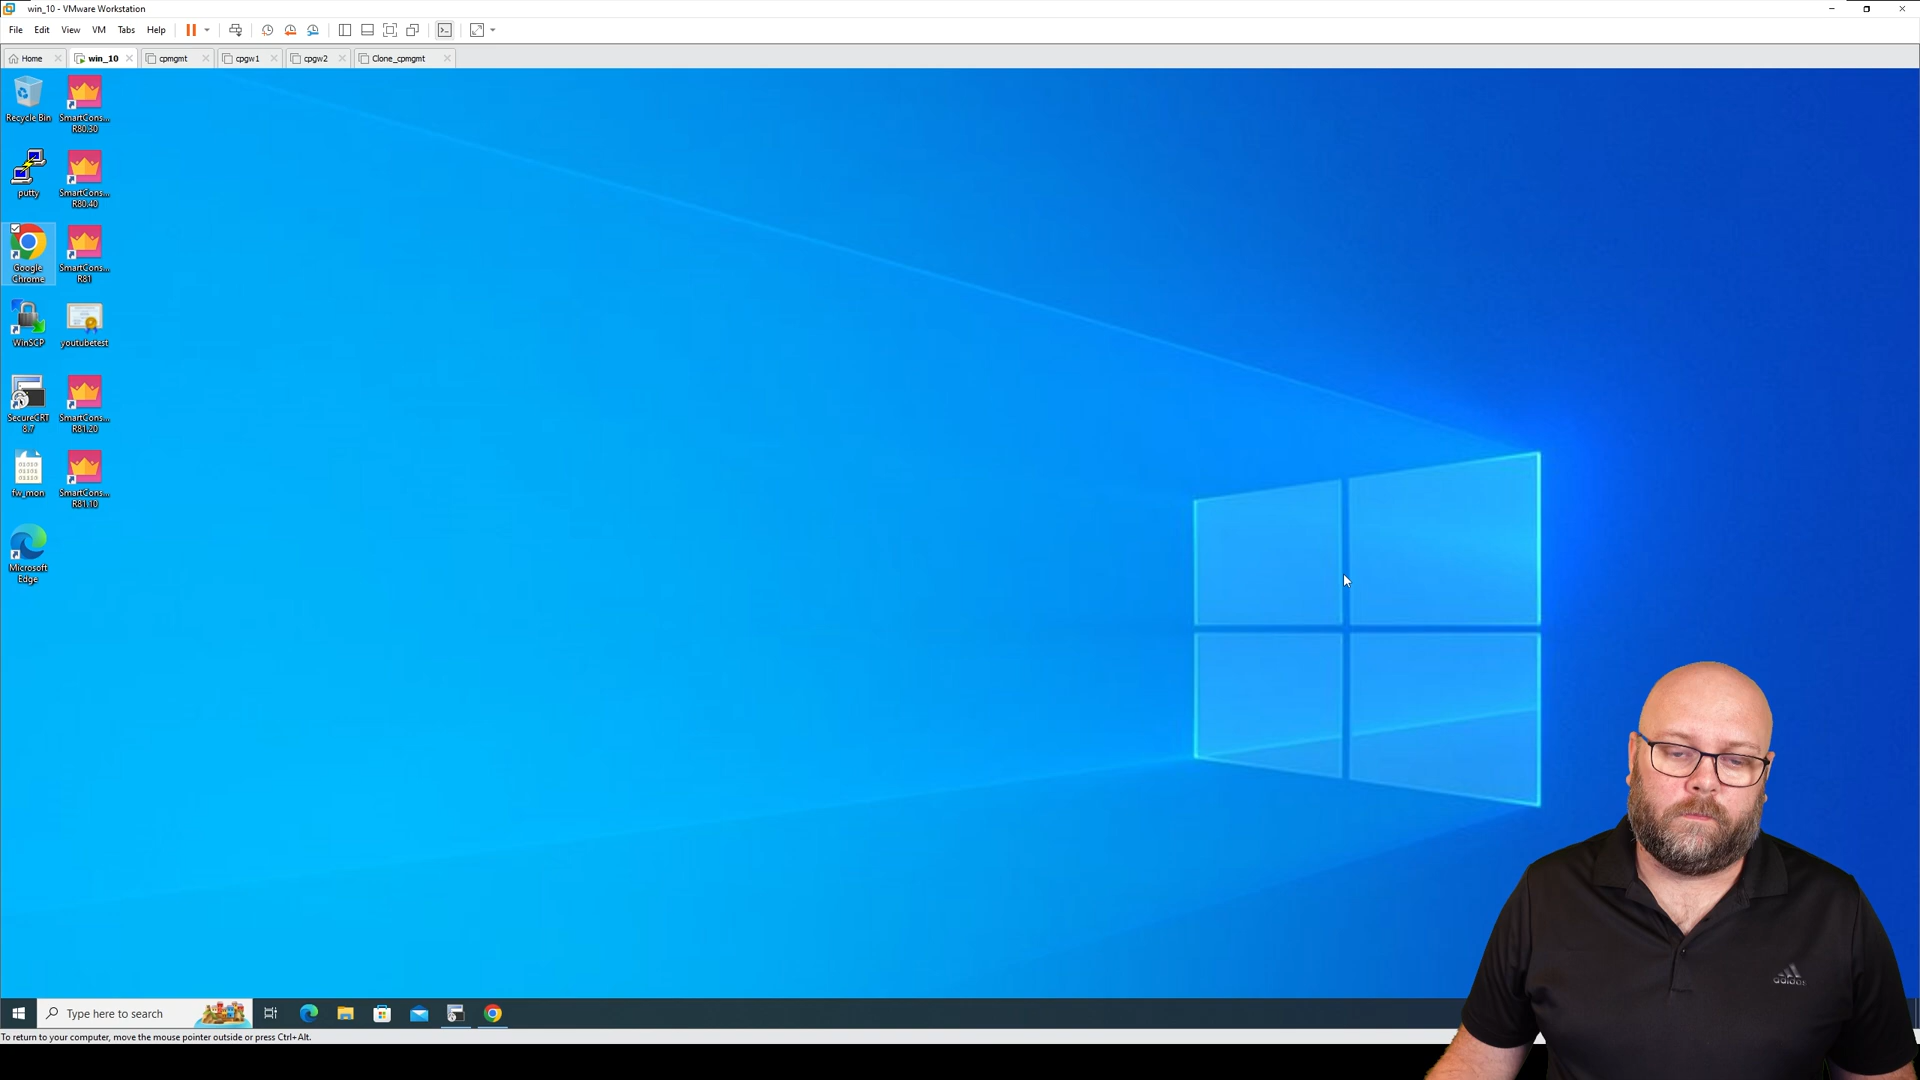 win_10 - VMware Workstation
File Edit View VM Tabs Help
Home win_10 cpmgmt cpgw1 cpgw2 Clone_cpmgmt
Recycle Bin
SmartCons...
R80.30
putty
SmartCons...
R80.40
Google
Chrome
SmartCons...
R81
WinSCP
youtubetest
SecureCRT
8.7
SmartCons...
R81.20
fw_mon
SmartCons...
R81.10
Microsoft
Edge
adidas
Type here to search
To return to your computer, move the mouse pointer outside or press Ctrl+Alt.